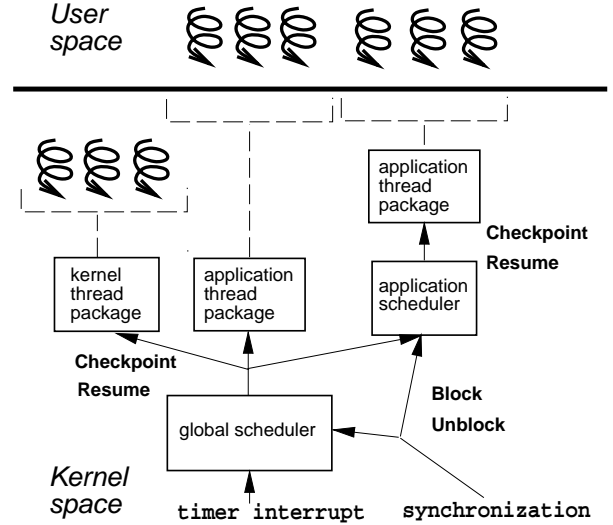 User
space
application
thread
package
Checkpoint
Resume
kernel
thread
package
application
thread
package
application
scheduler
Checkpoint
Resume
Block
Unblock
global scheduler
Kernel
space
timer interrupt
synchronization